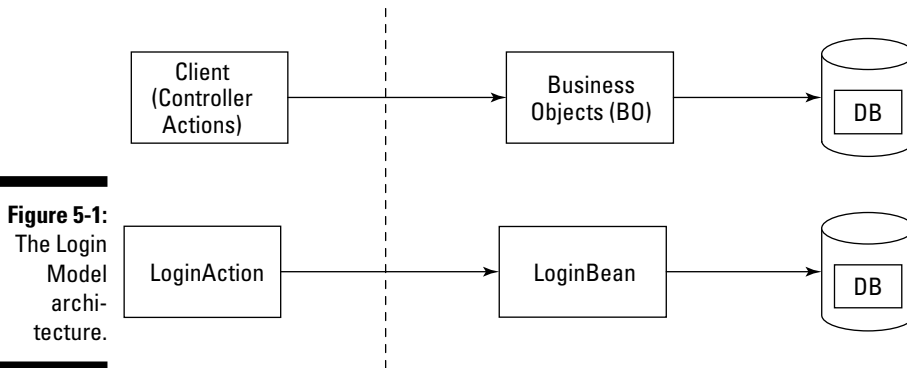 Client
(Controller
Actions)
Business
Objects (BO)
DB
Figure 5-1:
The Login
Model
archi-
tecture.
LoginAction
LoginBean
DB